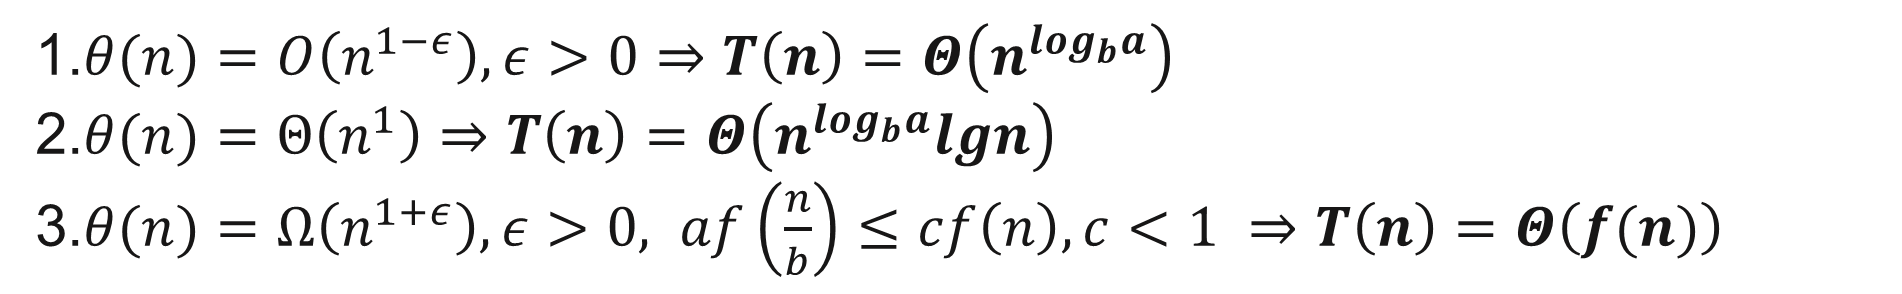 1.θ(n) = O(n^{1−ϵ}), ϵ > 0 ⇒ T(n) = Θ(n^{log_b a})
2.θ(n) = Θ(n^1) ⇒ T(n) = Θ(n^{log_b a} lgn)
3.θ(n) = Ω(n^{1+ϵ}), ϵ > 0, af(n/b) ≤ cf(n), c < 1 ⇒ T(n) = Θ(f(n))